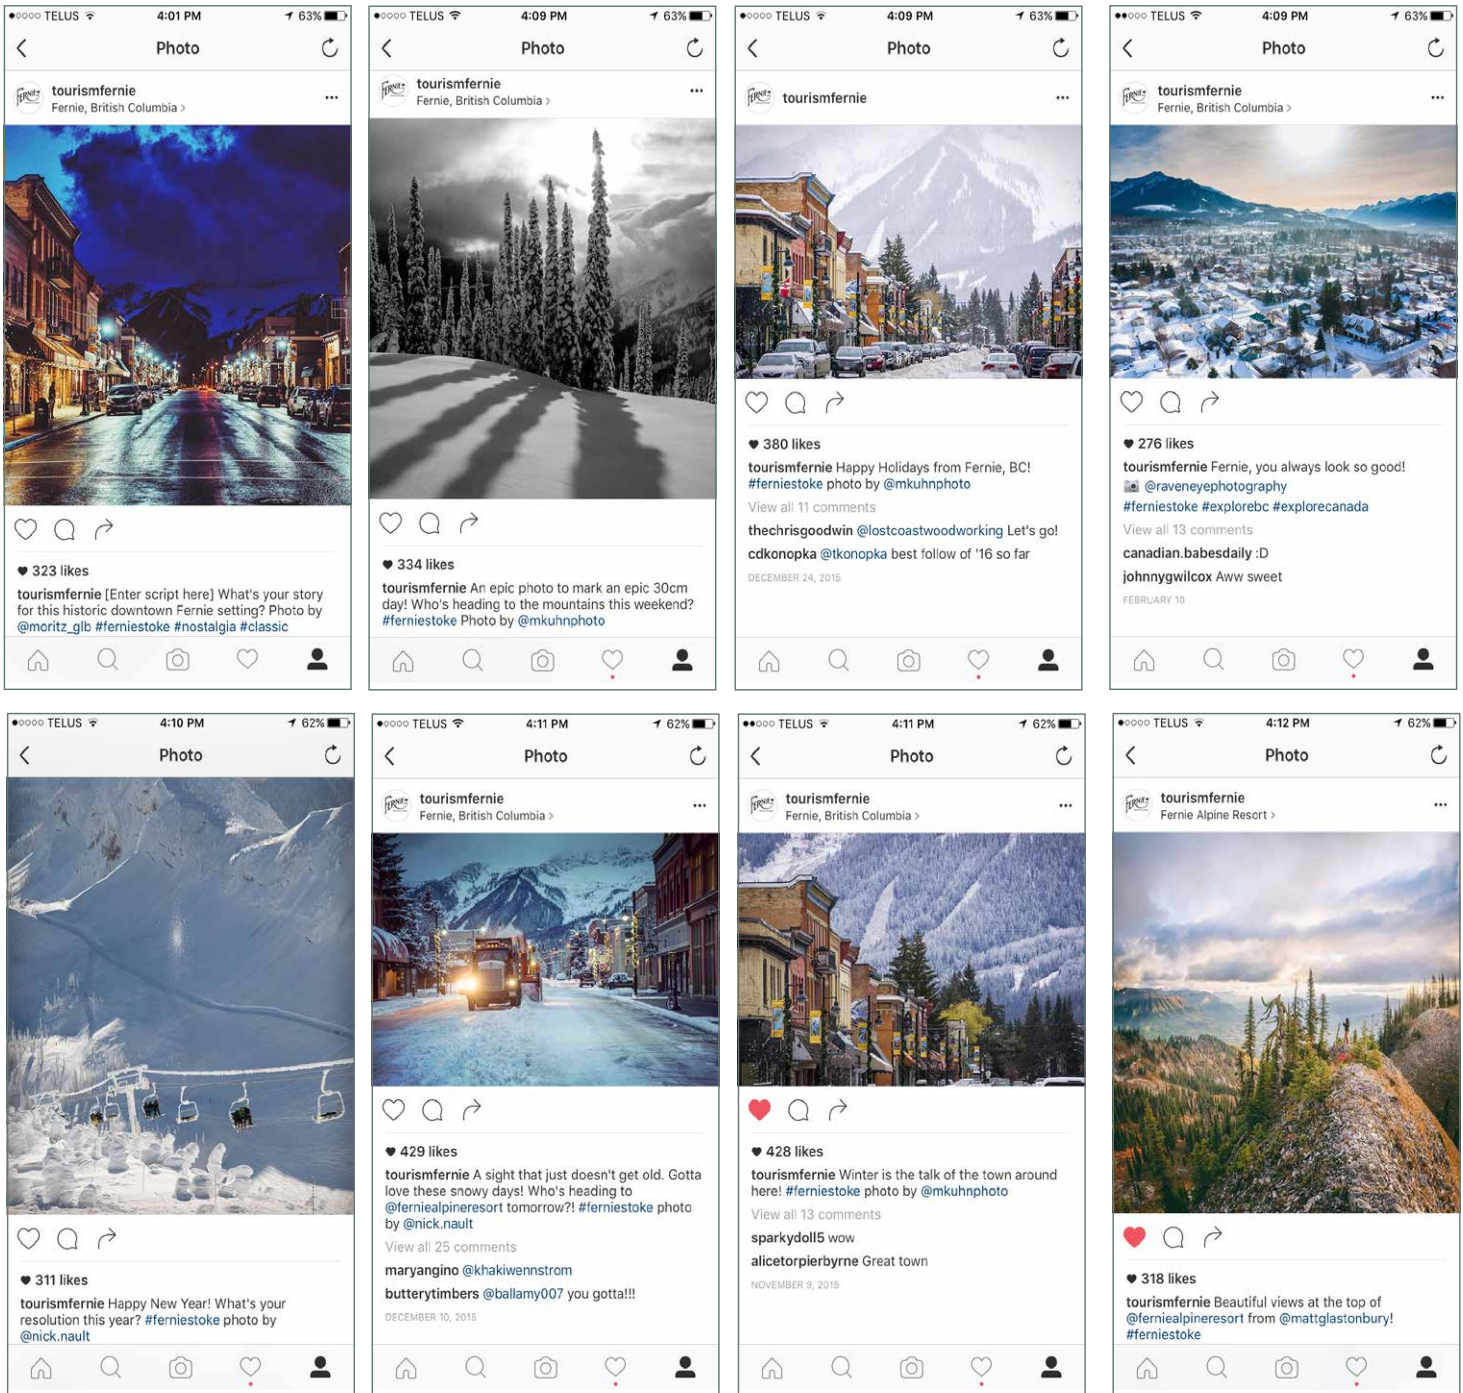 TELUS 4:01 PM 63%
Photo
tourismfernie
Fernie, British Columbia >
FERNIE
323 likes
tourismfernie [Enter script here] What's your story
for this historic downtown Fernie setting? Photo by
@moritz_glb #ferniestoke #nostalgia #classic
TELUS 4:09 PM 63%
Photo
tourismfernie
Fernie, British Columbia >
FERNIE
334 likes
tourismfernie An epic photo to mark an epic 30cm
day! Who's heading to the mountains this weekend?
#ferniestoke Photo by @mkuhnphoto
TELUS 4:09 PM 63%
Photo
FERNIE
tourismfernie
380 likes
tourismfernie Happy Holidays from Fernie, BC!
#ferniestoke photo by @mkuhnphoto
View all 11 comments
thechrisgoodwin @lostcoastwoodworking Let's go!
cdkonopka @tkonopka best follow of '16 so far
DECEMBER 24, 2015
TELUS 4:09 PM 63%
Photo
tourismfernie
Fernie, British Columbia >
FERNIE
276 likes
tourismfernie Fernie, you always look so good!
📷 @raveneyephotography
#ferniestoke #explorebc #explorecanada
View all 13 comments
canadian.babesdaily :D
johnnygwilcox Aww sweet
FEBRUARY 10
TELUS 4:10 PM 62%
Photo
311 likes
tourismfernie Happy New Year! What's your
resolution this year? #ferniestoke photo by
@nick.nault
TELUS 4:11 PM 62%
Photo
tourismfernie
Fernie, British Columbia >
FERNIE
429 likes
tourismfernie A sight that just doesn't get old. Gotta
love these snowy days! Who's heading to
@ferniealpineresort tomorrow?! #ferniestoke photo
by @nick.nault
View all 25 comments
maryangino @khakiwennstrom
butterytimbers @ballamy007 you gotta!!!
DECEMBER 10, 2015
TELUS 4:11 PM 62%
Photo
tourismfernie
Fernie, British Columbia >
FERNIE
428 likes
tourismfernie Winter is the talk of the town around
here! #ferniestoke photo by @mkuhnphoto
View all 13 comments
sparkydoll5 wow
alicetorpierbyrne Great town
NOVEMBER 9, 2015
TELUS 4:12 PM 62%
Photo
tourismfernie
Fernie Alpine Resort >
FERNIE
318 likes
tourismfernie Beautiful views at the top of
@ferniealpineresort from @mattglastonbury!
#ferniestoke